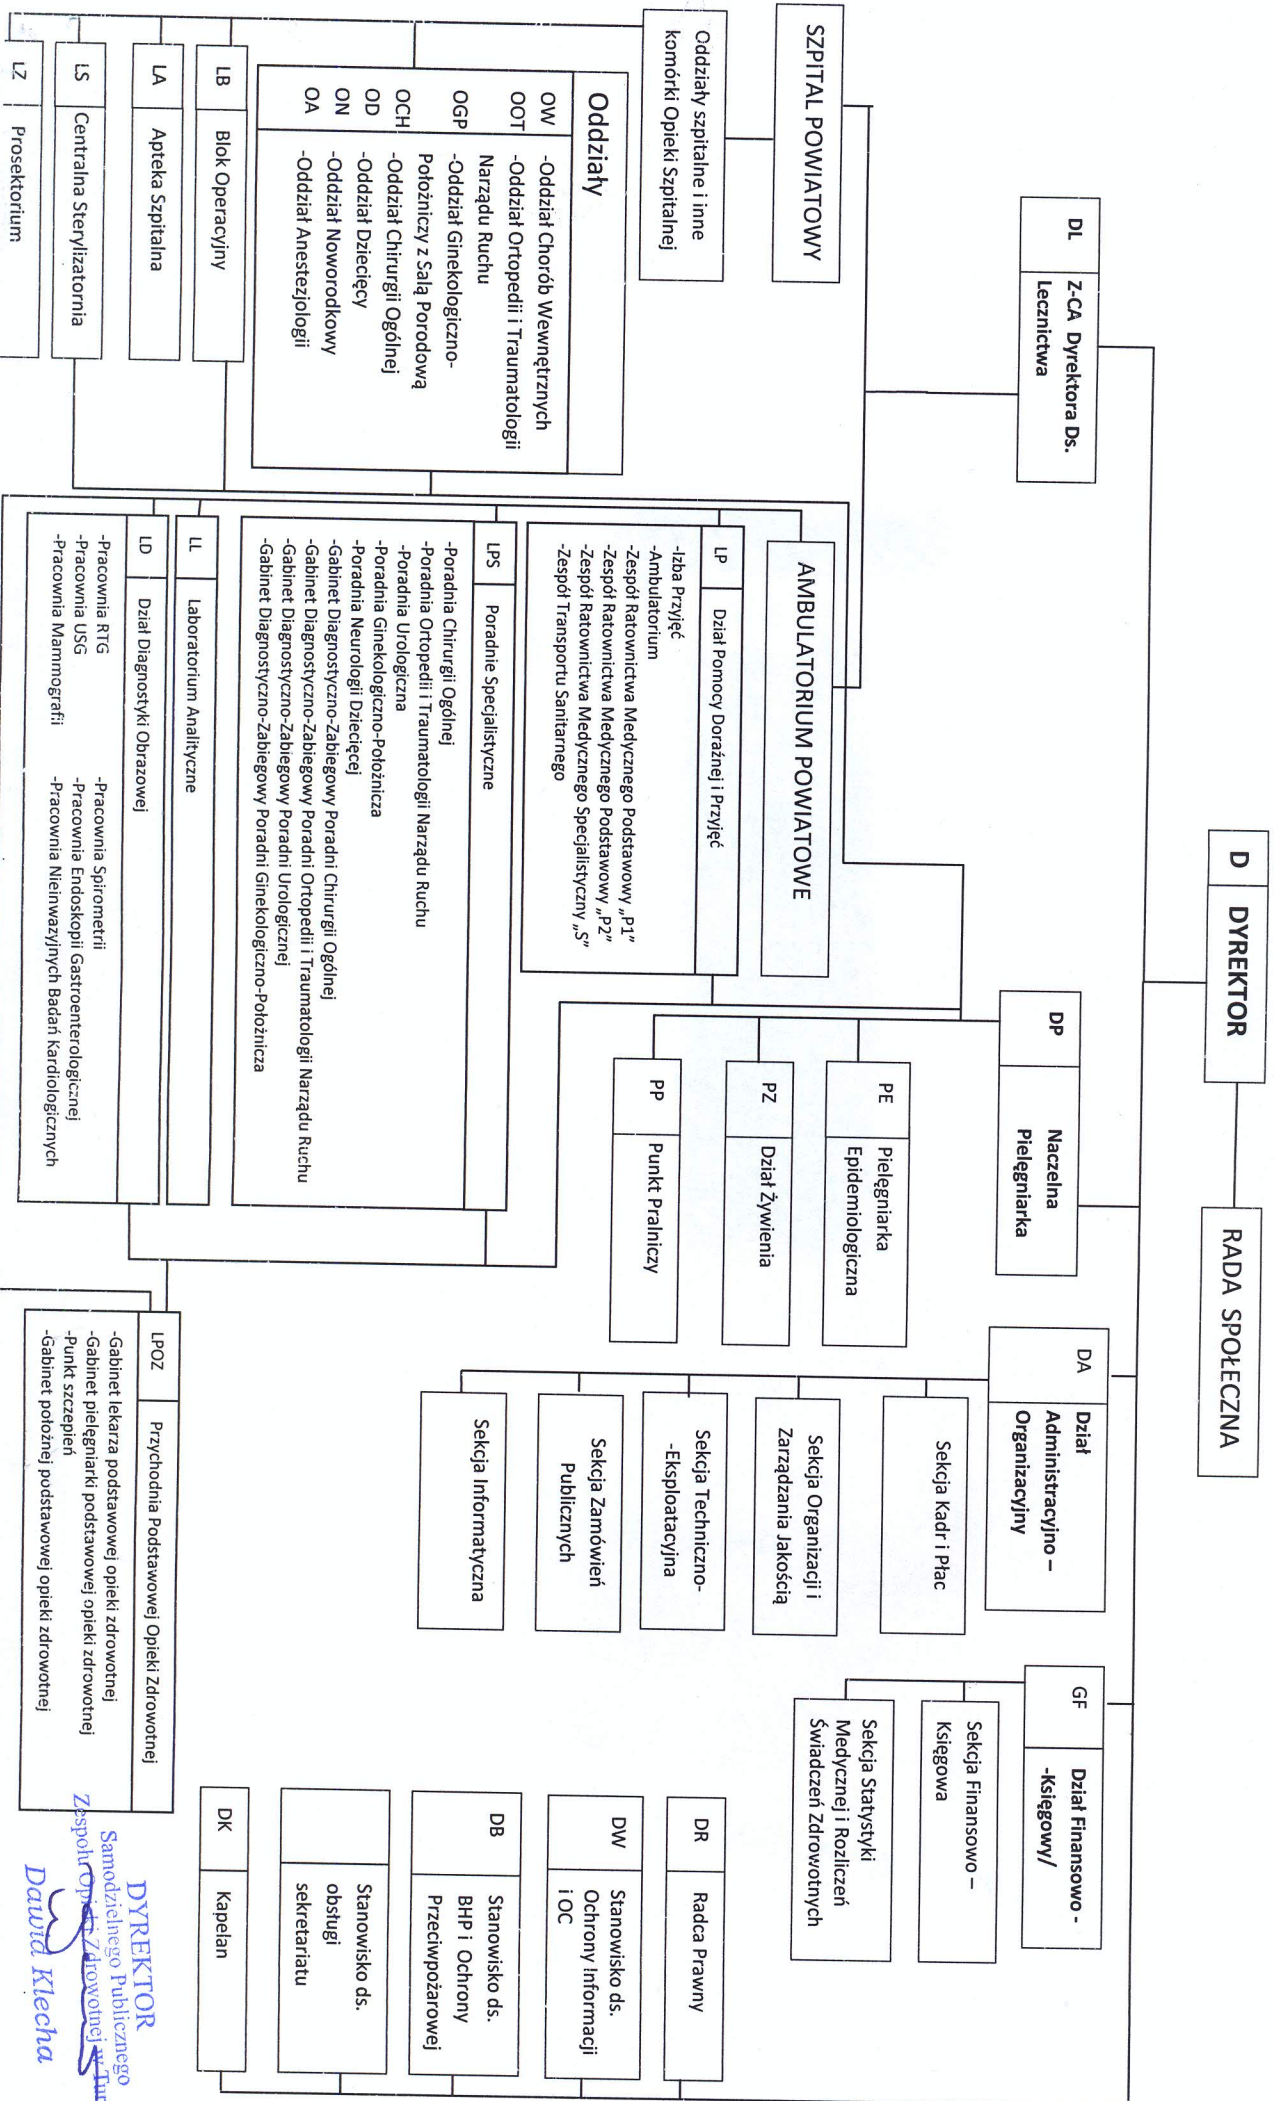 D DYREKTOR
RADA SPOŁECZNA
DL Z-CA Dyrektora Ds.
Lecznictwa
DP Naczelna
Pielęgniarka
DA Dział
Administracyjno –
Organizacyjny
GF Dział Finansowo -
-Księgowy/
SZPITAL POWIATOWY
Oddziały szpitalne i inne
komórki Opieki Szpitalnej
Oddziały
OW -Oddział Chorób Wewnętrznych
OOT -Oddział Ortopedii i Traumatologii
Narządu Ruchu
OGP -Oddział Ginekologiczno-
Położniczy z Salą Porodową
OCH -Oddział Chirurgii Ogólnej
OD -Oddział Dziecięcy
ON -Oddział Noworodkowy
OA -Oddział Anestezjologii
LB Blok Operacyjny
LA Apteka Szpitalna
LS Centralna Sterylizatornia
LZ Prosektorium
AMBULATORIUM POWIATOWE
LP Dział Pomocy Doraźnej i Przyjęć
-Izba Przyjęć
-Ambulatorium
-Zespół Ratownictwa Medycznego Podstawowy „P1”
-Zespół Ratownictwa Medycznego Podstawowy „P2”
-Zespół Ratownictwa Medycznego Specjalistyczny „S”
-Zespół Transportu Sanitarnego
LPS Poradnie Specjalistyczne
-Poradnia Chirurgii Ogólnej
-Poradnia Ortopedii i Traumatologii Narządu Ruchu
-Poradnia Urologiczna
-Poradnia Ginekologiczno-Położnicza
-Poradnia Neurologii Dziecięcej
-Gabinet Diagnostyczno-Zabiegowy Poradni Chirurgii Ogólnej
-Gabinet Diagnostyczno-Zabiegowy Poradni Ortopedii i Traumatologii Narządu Ruchu
-Gabinet Diagnostyczno-Zabiegowy Poradni Urologicznej
-Gabinet Diagnostyczno-Zabiegowy Poradni Ginekologiczno-Położnicza
LL Laboratorium Analityczne
LD Dział Diagnostyki Obrazowej
-Pracownia RTG
-Pracownia USG
-Pracownia Mammografii
-Pracownia Spirometrii
-Pracownia Endoskopii Gastroenterologicznej
-Pracownia Nieinwazyjnych Badań Kardiologicznych
PE Pielęgniarka
Epidemiologiczna
PZ Dział Żywienia
PP Punkt Pralniczy
Sekcja Kadr i Płac
Sekcja Organizacji i
Zarządzania Jakością
Sekcja Techniczno-
-Eksploatacyjna
Sekcja Zamówień
Publicznych
Sekcja Informatyczna
Sekcja Finansowo –
Księgowa
Sekcja Statystyki
Medycznej i Rozliczeń
Świadczeń Zdrowotnych
DR Radca Prawny
DW Stanowisko ds.
Ochrony Informacji
i OC
DB Stanowisko ds.
BHP i Ochrony
Przeciwpożarowej
Stanowisko ds.
obsługi
sekretariatu
DK Kapelan
LPOZ Przychodnia Podstawowej Opieki Zdrowotnej
-Gabinet lekarza podstawowej opieki zdrowotnej
-Gabinet pielęgniarki podstawowej opieki zdrowotnej
-Punkt szczepień
-Gabinet położnej podstawowej opieki zdrowotnej
DYREKTOR
Samodzielnego Publicznego
Zespołu Opieki Zdrowotnej w Tur
Dawid Klecha